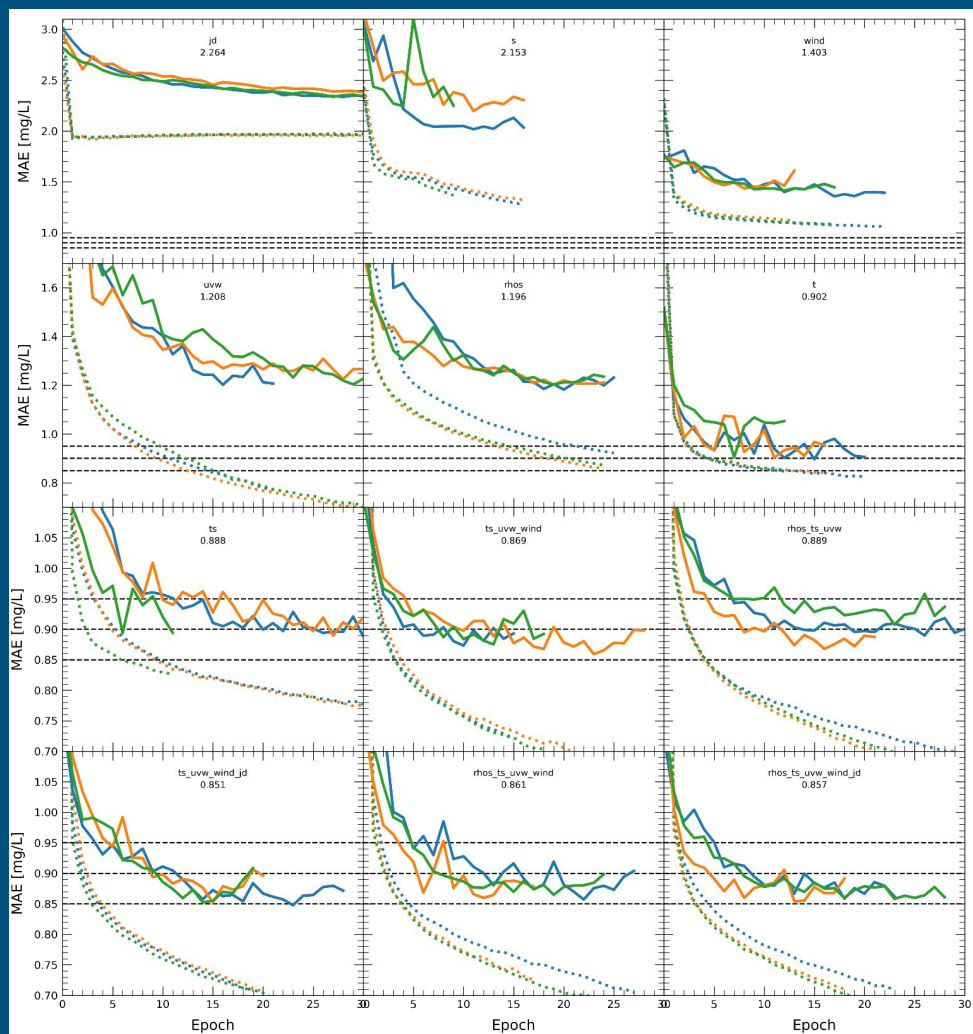 jd
2.264
s
2.153
wind
1.403
MAE [mg/L]
3.0
2.5
2.0
1.5
1.0
uvw
1.208
rhos
1.196
t
0.902
MAE [mg/L]
1.6
1.4
1.2
1.0
0.8
ts
0.888
ts_uvw_wind
0.869
rhos_ts_uvw
0.889
MAE [mg/L]
1.05
1.00
0.95
0.90
0.85
0.80
0.75
0.70
ts_uvw_wind_jd
0.851
rhos_ts_uvw_wind
0.861
rhos_ts_uvw_wind_jd
0.857
MAE [mg/L]
1.05
1.00
0.95
0.90
0.85
0.80
0.75
0.70
0 5 10 15 20 25 30
0 5 10 15 20 25 30
0 5 10 15 20 25 30
Epoch Epoch Epoch